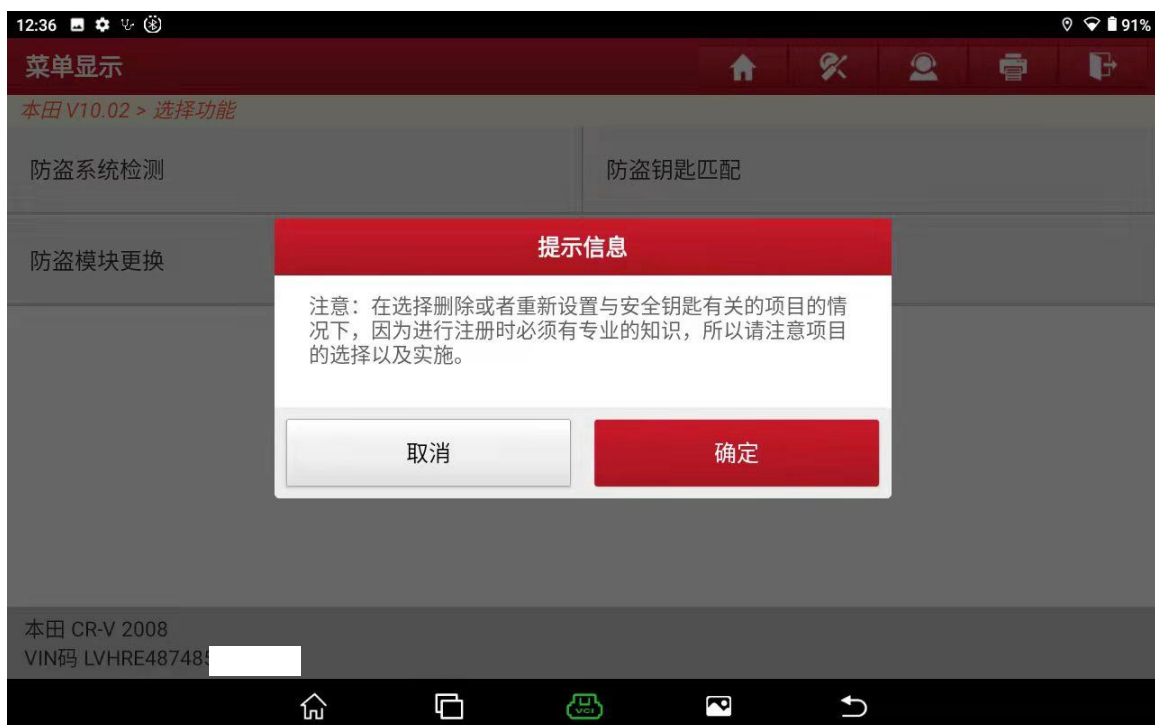 12:36
91%
菜单显示
本田 V10.02 > 选择功能
防盗系统检测
防盗钥匙匹配
防盗模块更换
提示信息
注意：在选择删除或者重新设置与安全钥匙有关的项目的情
况下，因为进行注册时必须有专业的知识，所以请注意项目
的选择以及实施。
取消
确定
本田 CR-V 2008
VIN码 LVHRE48748
VCI